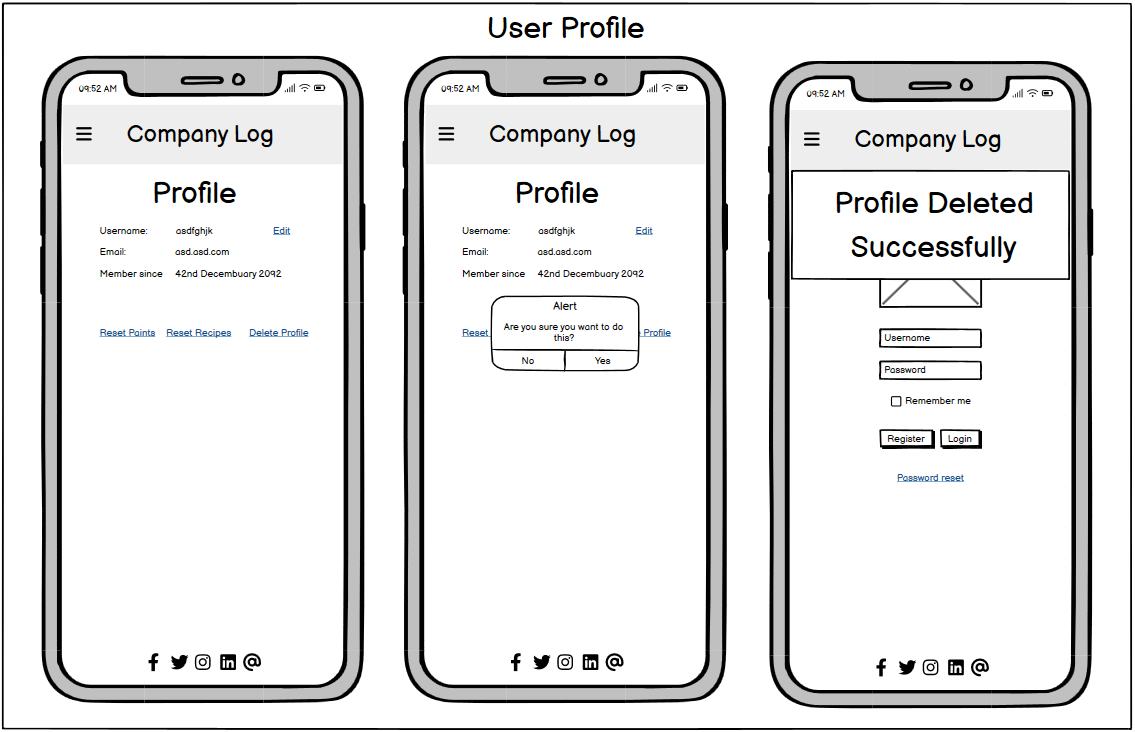 User Profile
09:52 AM
Company Log
Profile
Username: asdfghjk Edit
Email: asd.asd.com
Member since 42nd Decembuary 2092
Reset Points Reset Recipes Delete Profile
09:52 AM
Company Log
Profile
Username: asdfghjk Edit
Email: asd.asd.com
Member since 42nd Decembuary 2092
Alert
Are you sure you want to do
this?
Reset Profile
No Yes
09:52 AM
Company Log
Profile Deleted
Successfully
Username
Password
Remember me
Register Login
Password reset